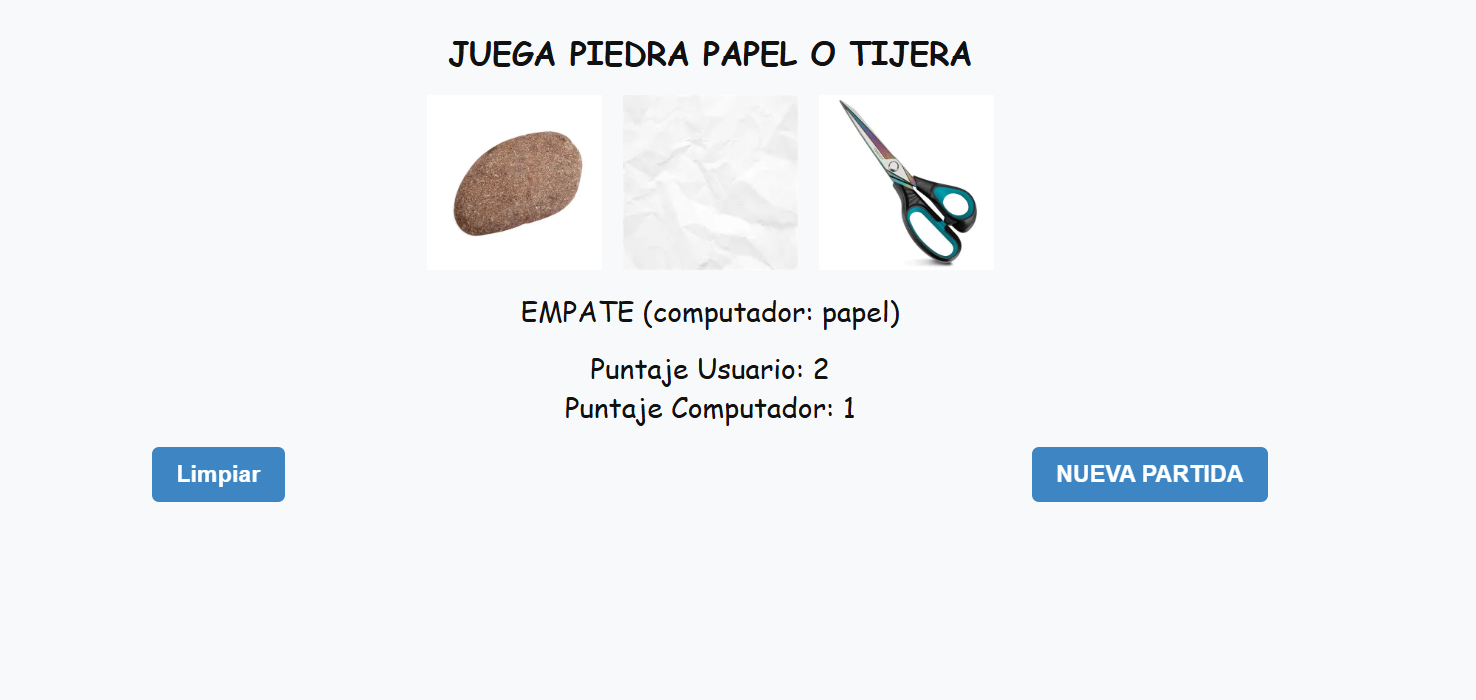 JUEGA PIEDRA PAPEL O TIJERA
EMPATE (computador: papel)
Puntaje Usuario: 2
Puntaje Computador: 1
Limpiar
NUEVA PARTIDA